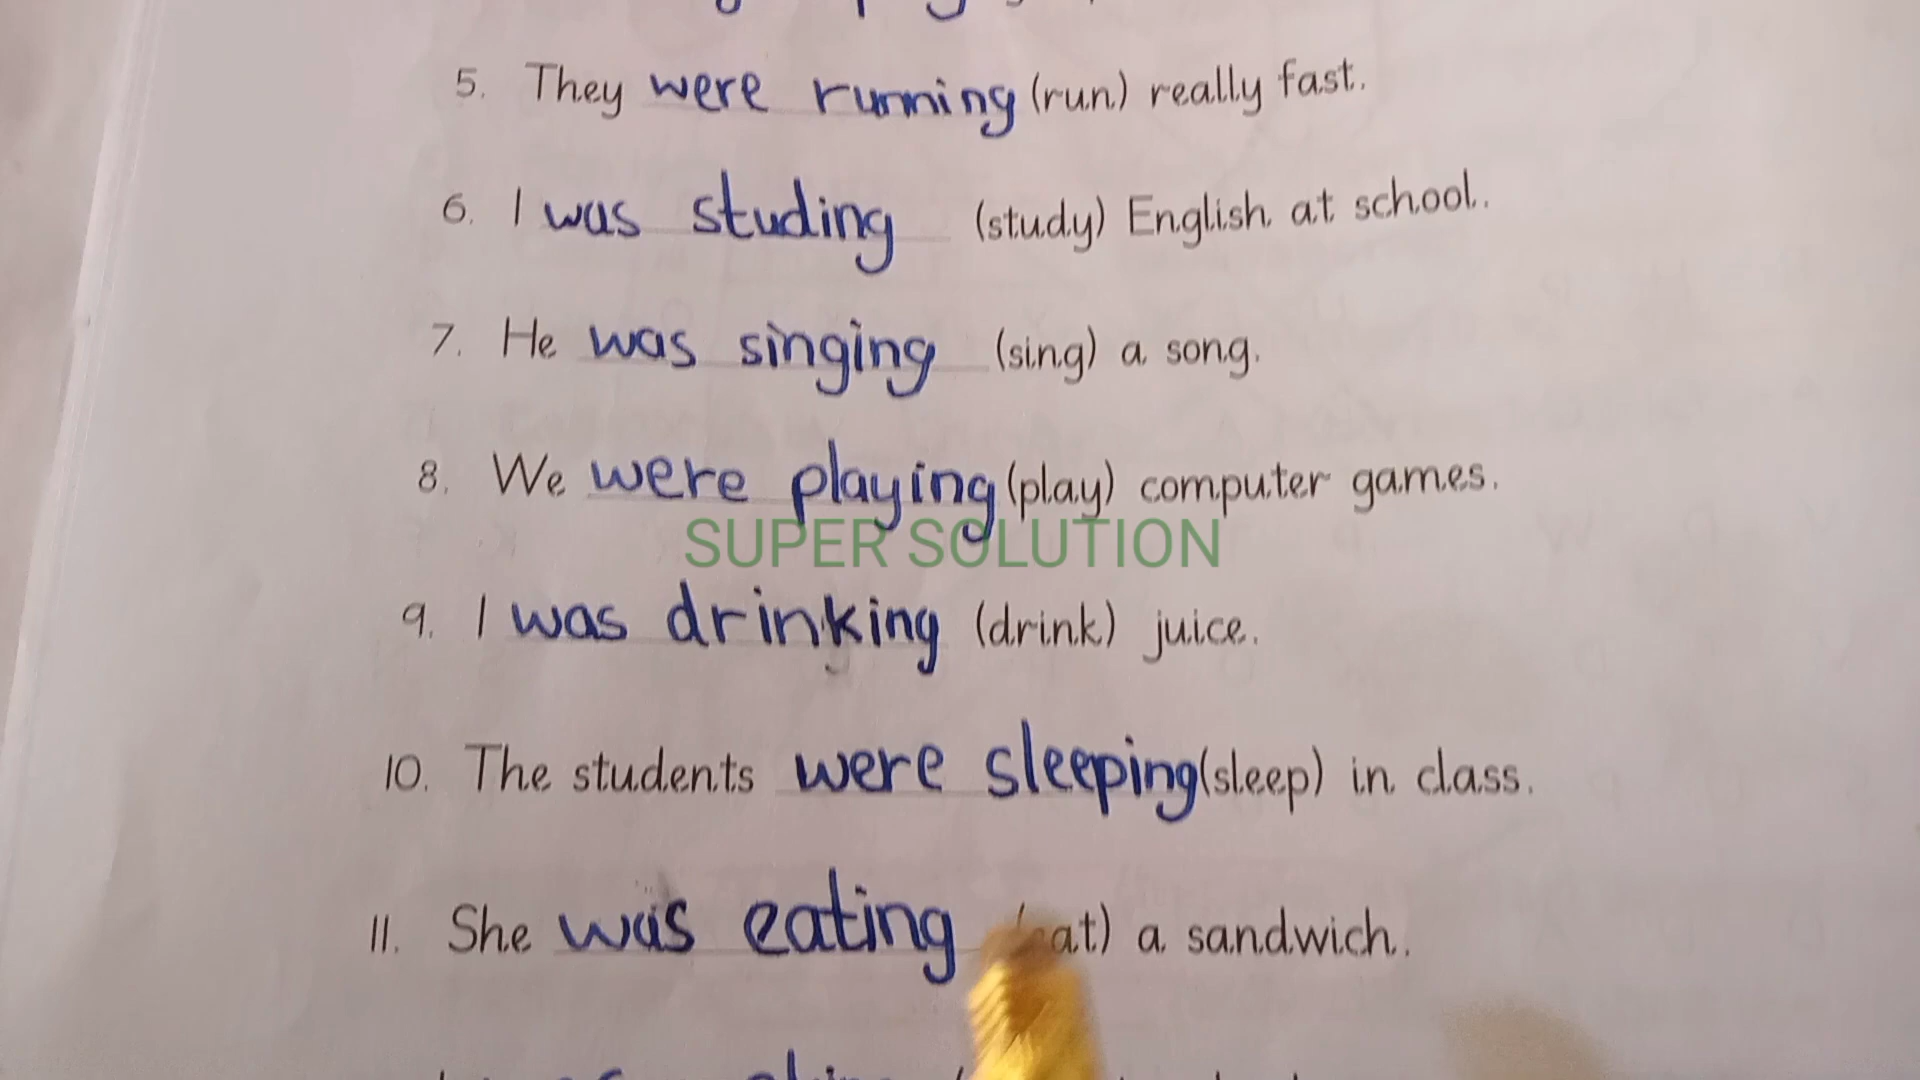 5. They were running (run) really fast.
6. I was studing (study) English at school.
7. He was singing (sing) a song.
8. We were playing (play) computer games.
SUPER SOLUTION
9. I was drinking (drink) juice.
10. The students were sleeping (sleep) in class.
11. She was eating (eat) a sandwich.